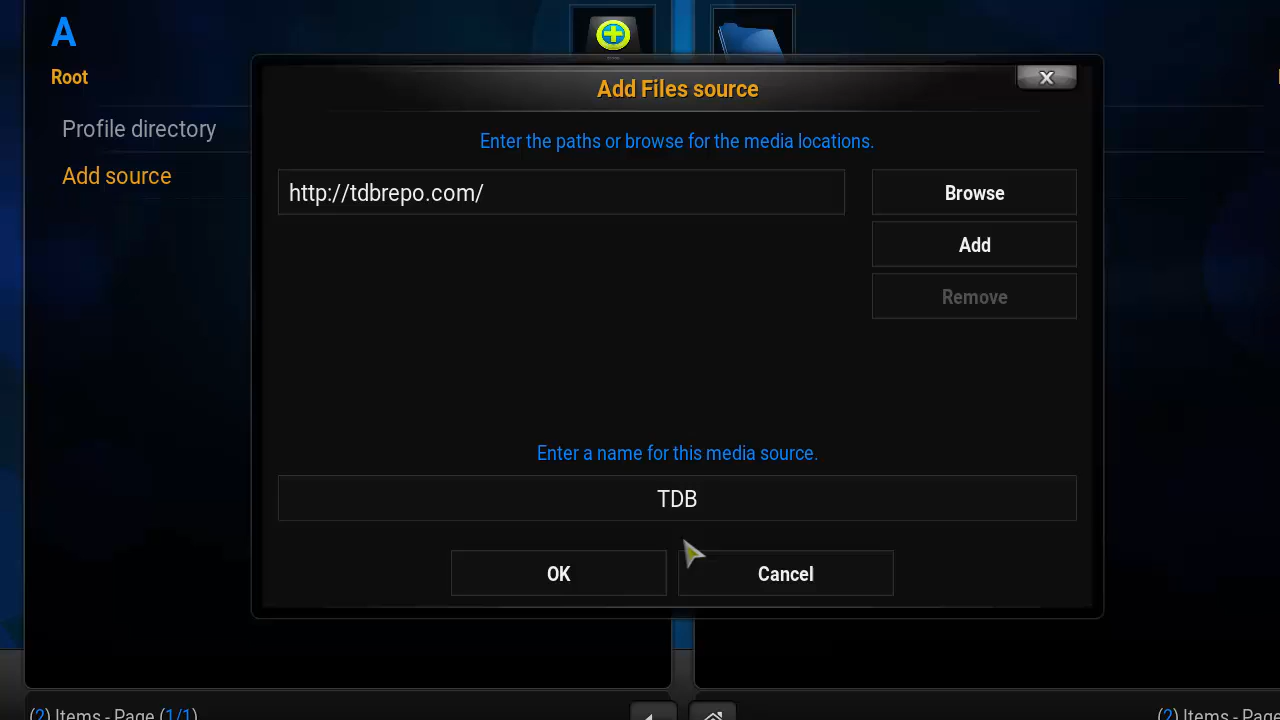 A
Root
Profile directory
Add source
Add Files source
Enter the paths or browse for the media locations.
http://tdbrepo.com/
Browse
Add
Remove
Enter a name for this media source.
TDB
OK
Cancel
(2) Items - Page (1/1)
(2) Items - Page